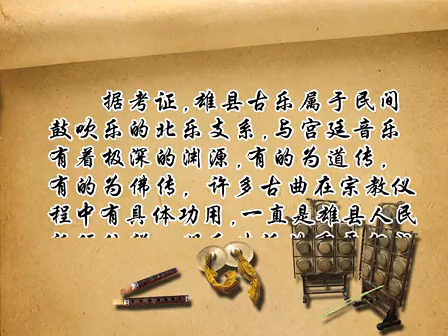 据考证,雄县古乐属于民间
鼓吹乐的北乐支系,与宫廷音乐
有着极深的渊源,有的为道传,
有的为佛传, 许多古曲在宗教仪
程中有具体功用,一直是雄县人民